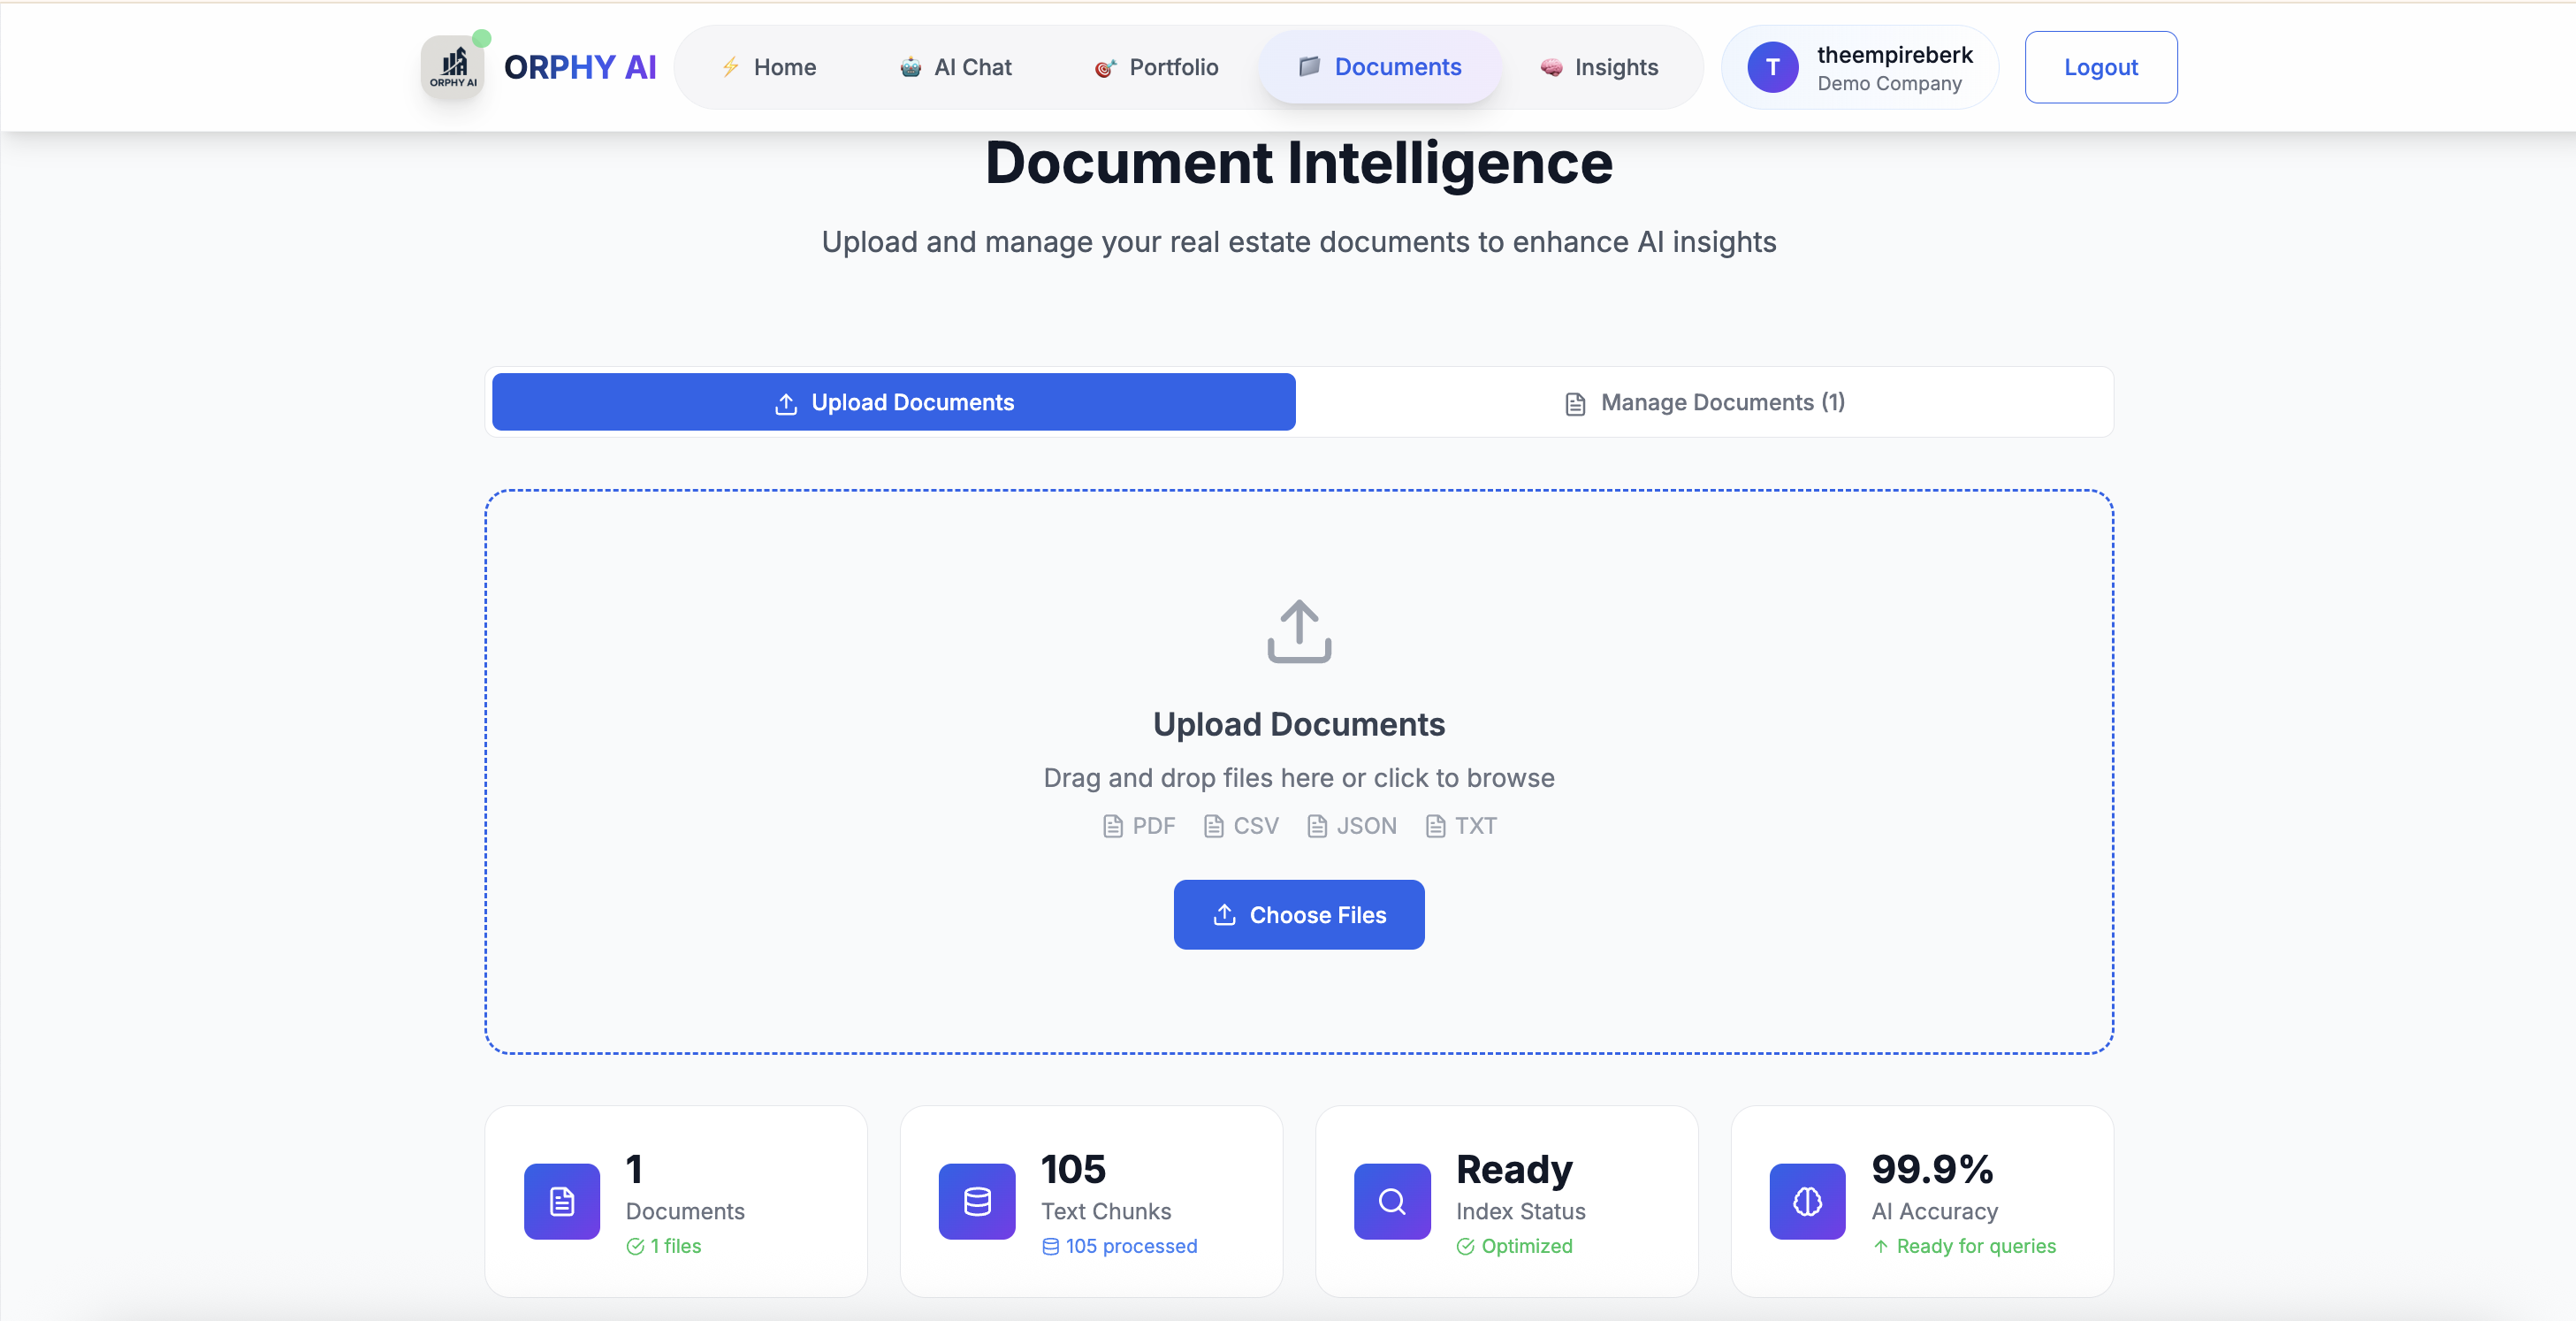 ORPHY AI
ORPHY AI
Home
AI Chat
Portfolio
Documents
Insights
T
theempireberk
Demo Company
Logout
Document Intelligence
Upload and manage your real estate documents to enhance AI insights
Upload Documents
Manage Documents (1)
Upload Documents
Drag and drop files here or click to browse
PDF
CSV
JSON
TXT
Choose Files
1
Documents
1 files
105
Text Chunks
105 processed
Ready
Index Status
Optimized
99.9%
AI Accuracy
Ready for queries